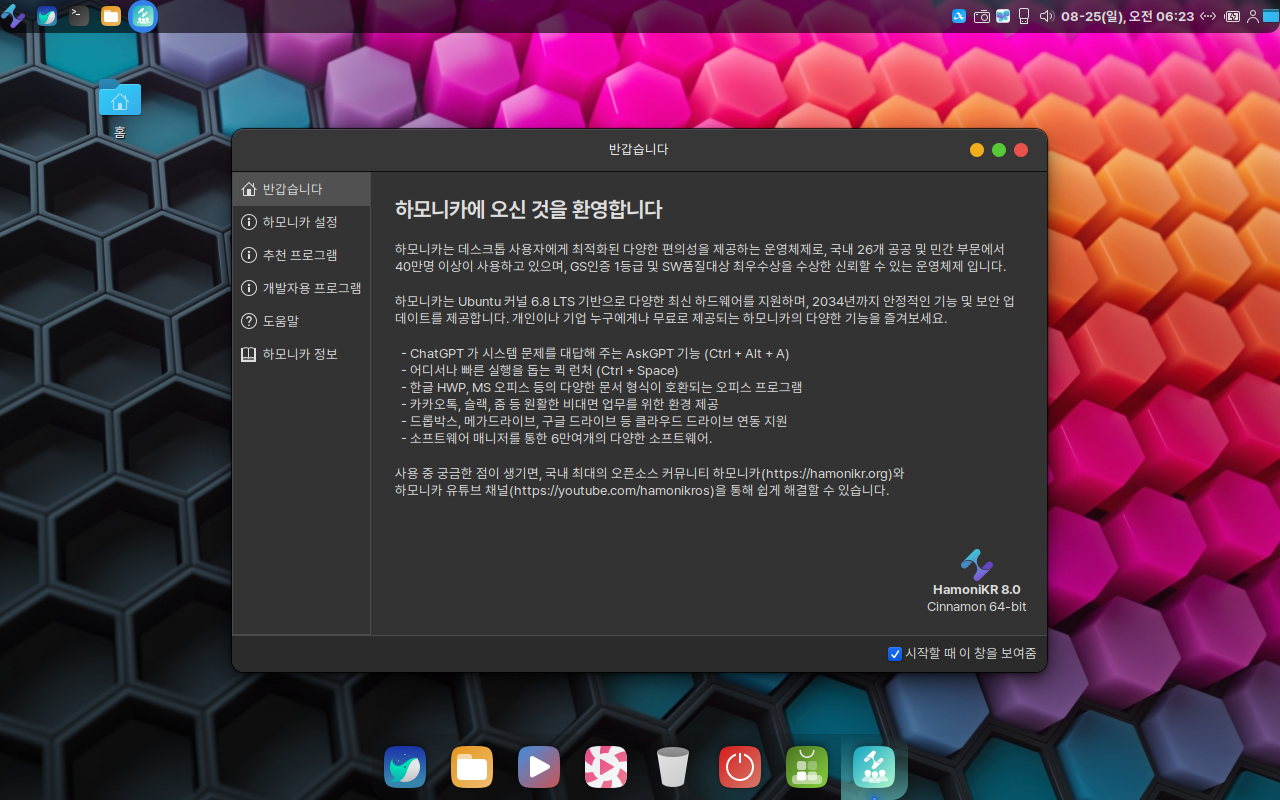 08-25(일), 오전 06:23
홈
반갑습니다
반갑습니다
하모니카 설정
추천 프로그램
개발자용 프로그램
도움말
하모니카 정보
하모니카에 오신 것을 환영합니다
하모니카는 데스크톱 사용자에게 최적화된 다양한 편의성을 제공하는 운영체제로, 국내 26개 공공 및 민간 부문에서
40만명 이상이 사용하고 있으며, GS인증 1등급 및 SW품질대상 최우수상을 수상한 신뢰할 수 있는 운영체제 입니다.
하모니카는 Ubuntu 커널 6.8 LTS 기반으로 다양한 최신 하드웨어를 지원하며, 2034년까지 안정적인 기능 및 보안 업
데이트를 제공합니다. 개인이나 기업 누구에게나 무료로 제공되는 하모니카의 다양한 기능을 즐겨보세요.
- ChatGPT 가 시스템 문제를 대답해 주는 AskGPT 기능 (Ctrl + Alt + A)
- 어디서나 빠른 실행을 돕는 퀵 런처 (Ctrl + Space)
- 한글 HWP, MS 오피스 등의 다양한 문서 형식이 호환되는 오피스 프로그램
- 카카오톡, 슬랙, 줌 등 원활한 비대면 업무를 위한 환경 제공
- 드롭박스, 메가드라이브, 구글 드라이브 등 클라우드 드라이브 연동 지원
- 소프트웨어 매니저를 통한 6만여개의 다양한 소프트웨어.
사용 중 궁금한 점이 생기면, 국내 최대의 오픈소스 커뮤니티 하모니카(https://hamonikr.org)와
하모니카 유튜브 채널(https://youtube.com/hamonikros)을 통해 쉽게 해결할 수 있습니다.
HamoniKR 8.0
Cinnamon 64-bit
시작할 때 이 창을 보여줌